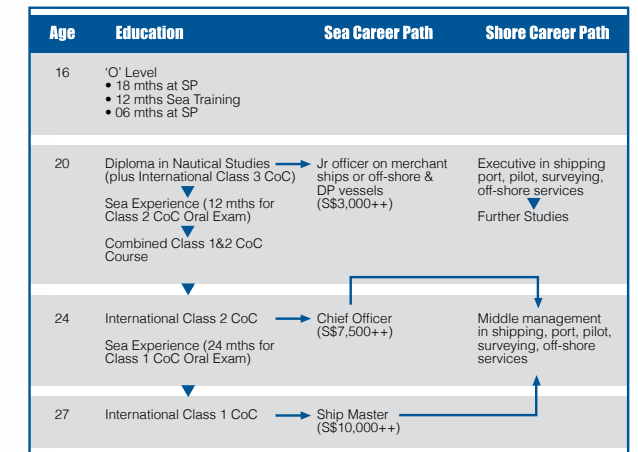 Age Education Sea Career Path Shore Career Path
16
'O' Level
• 18 mths at SP
• 12 mths Sea Training
• 06 mths at SP
20
Diploma in Nautical Studies
(plus International Class 3 CoC)
Sea Experience (12 mths for
Class 2 CoC Oral Exam)
Combined Class 1&2 CoC
Course
Jr officer on merchant
ships or off-shore &
DP vessels
(S$3,000++)
Executive in shipping
port, pilot, surveying,
off-shore services
Further Studies
24
International Class 2 CoC
Sea Experience (24 mths for
Class 1 CoC Oral Exam)
Chief Officer
(S$7,500++)
Middle management
in shipping, port, pilot,
surveying, off-shore
services
27
International Class 1 CoC
Ship Master
(S$10,000++)